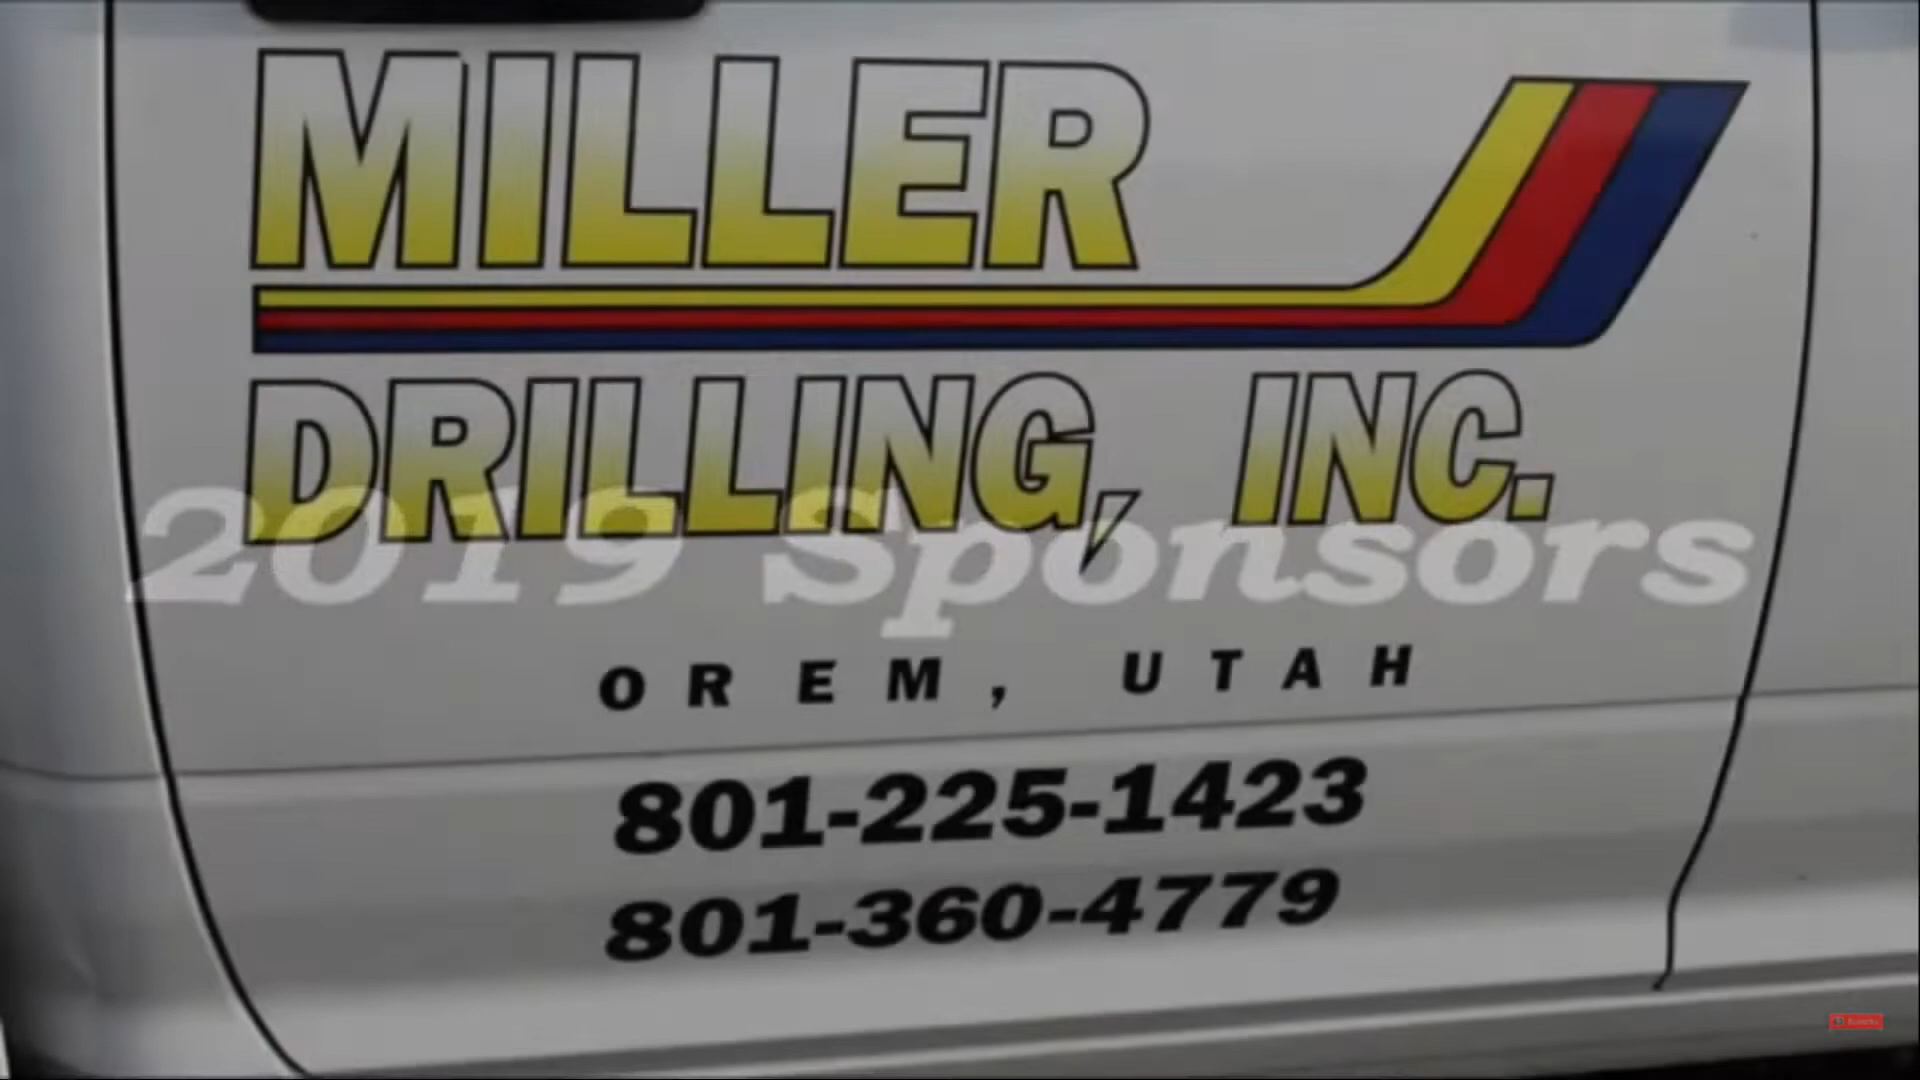 MILLER
DRILLING, INC.
2019 Sponsors
OREM, UTAH
801-225-1423
801-360-4779